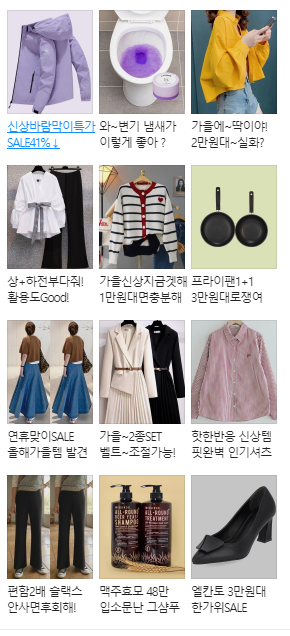 신상바람막이특가
SALE41%↓
와~변기 냄새가
이렇게 좋아 ?
가을에~딱이야!
2만원대~실화?
상+하전부다줘!
활용도Good!
가을신상지금겟해
1만원대면충분해
프라이팬1+1
3만원대로쟁여
연휴맞이SALE
올해가을템 발견
가을~2종SET
벨트~조절가능!
핫한반응 신상템
핏완벽 인기셔츠
편함2배 슬랙스
안사면후회해!
ALL-ROUND
BEER YEAST
SHAMPOO
ALL-ROUND
TREATMENT
맥주효모 48만
입소문난 그샴푸
엘칸토 3만원대
한가위SALE